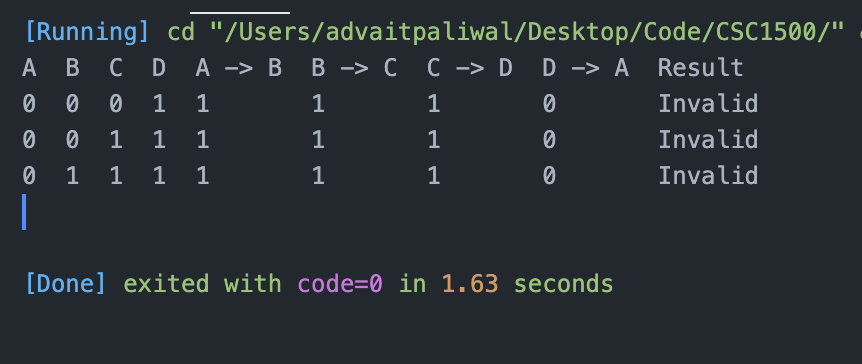 [Running] cd "/Users/advaitpaliwal/Desktop/Code/CSC1500/"
A B C D A -> B B -> C C -> D D -> A Result
0 0 0 1 1 1 1 0 Invalid
0 0 1 1 1 1 1 0 Invalid
0 1 1 1 1 1 1 0 Invalid
[Done] exited with code=0 in 1.63 seconds